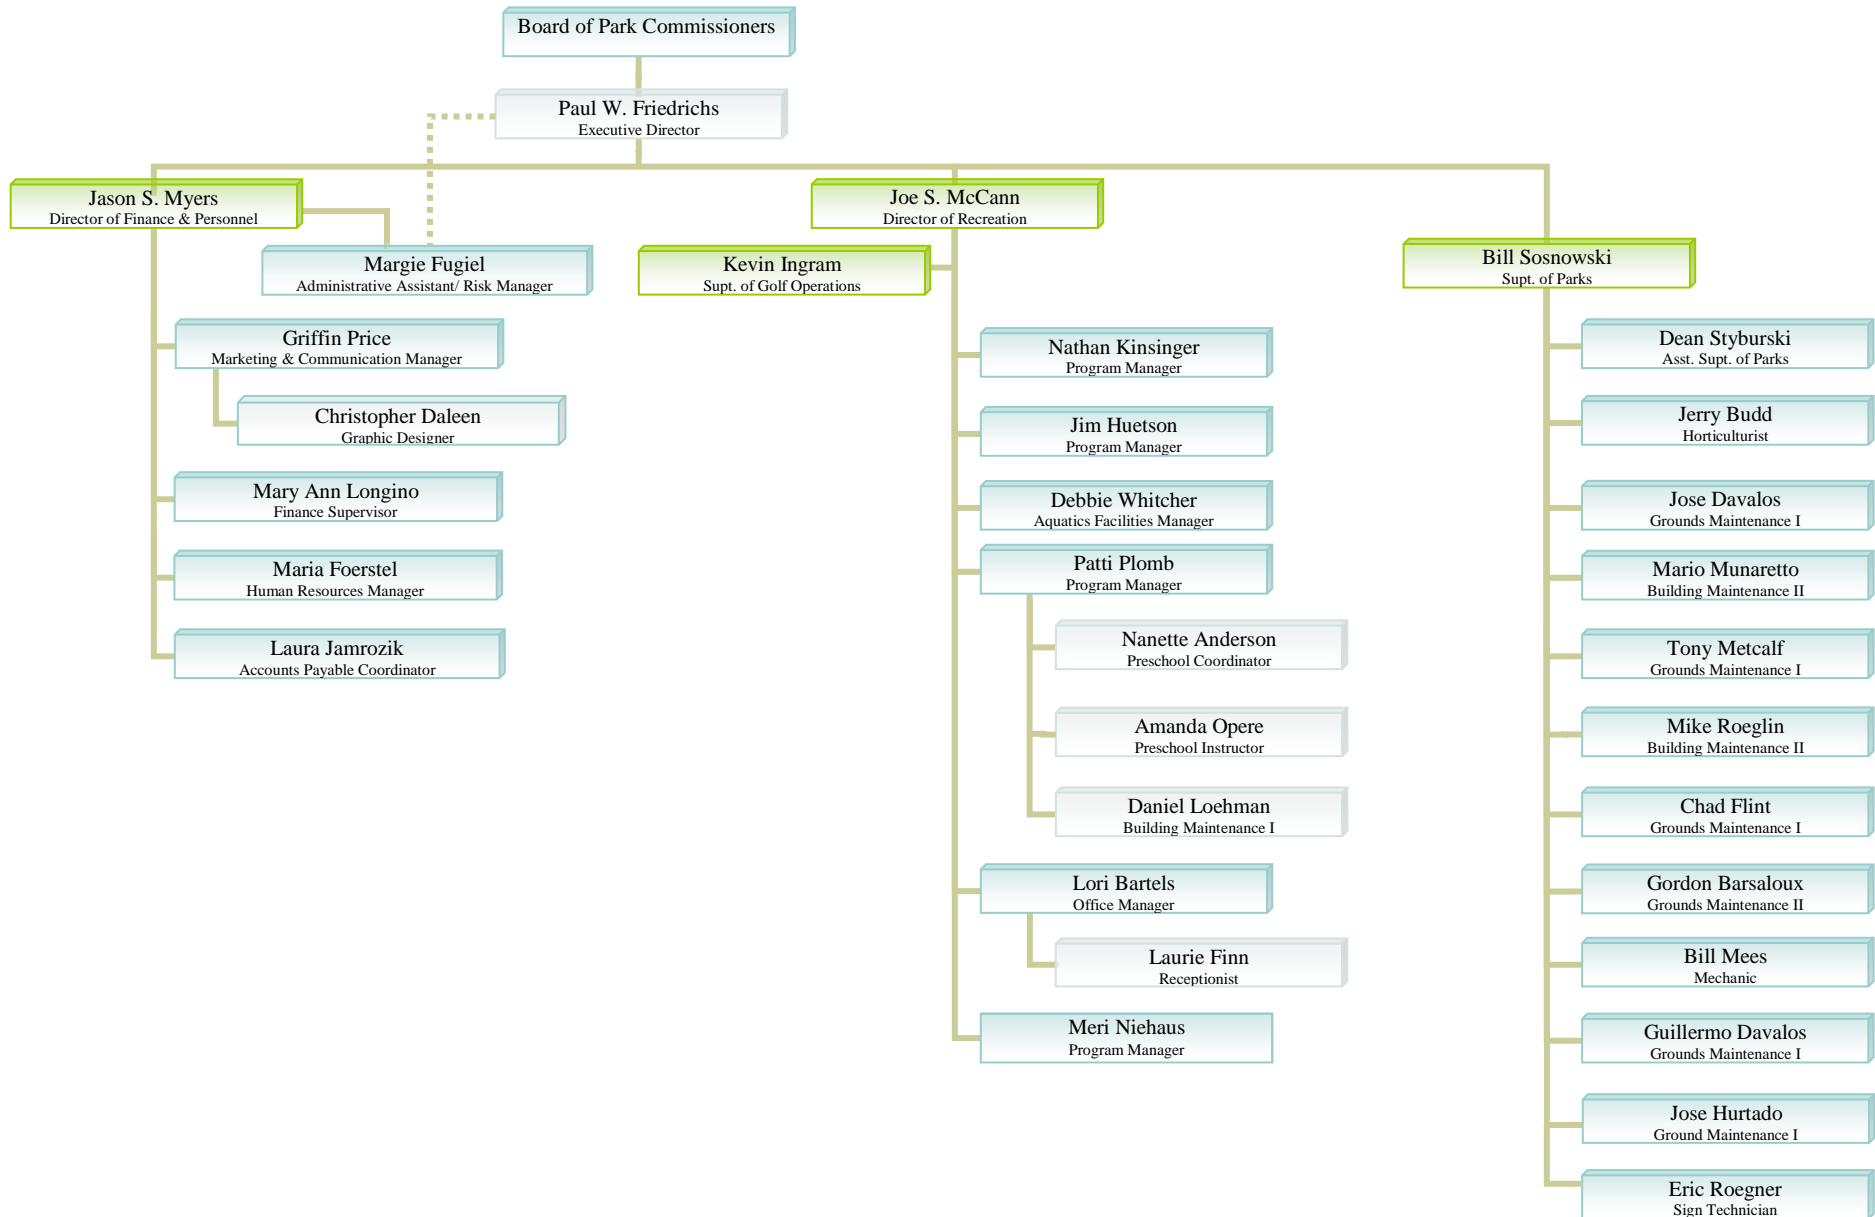 Board of Park Commissioners
Paul W. Friedrichs
Executive Director
Jason S. Myers
Director of Finance & Personnel
Margie Fugiel
Administrative Assistant/ Risk Manager
Griffin Price
Marketing & Communication Manager
Christopher Daleen
Graphic Designer
Mary Ann Longino
Finance Supervisor
Maria Foerstel
Human Resources Manager
Laura Jamrozik
Accounts Payable Coordinator
Joe S. McCann
Director of Recreation
Kevin Ingram
Supt. of Golf Operations
Nathan Kinsinger
Program Manager
Jim Huetson
Program Manager
Debbie Whitcher
Aquatics Facilities Manager
Patti Plomb
Program Manager
Nanette Anderson
Preschool Coordinator
Amanda Opere
Preschool Instructor
Daniel Loehman
Building Maintenance I
Lori Bartels
Office Manager
Laurie Finn
Receptionist
Meri Niehaus
Program Manager
Bill Sosnowski
Supt. of Parks
Dean Styburski
Asst. Supt. of Parks
Jerry Budd
Horticulturist
Jose Davalos
Grounds Maintenance I
Mario Munaretto
Building Maintenance II
Tony Metcalf
Grounds Maintenance I
Mike Roeglin
Building Maintenance II
Chad Flint
Grounds Maintenance I
Gordon Barsaloux
Grounds Maintenance II
Bill Mees
Mechanic
Guillermo Davalos
Grounds Maintenance I
Jose Hurtado
Ground Maintenance I
Eric Roegner
Sign Technician